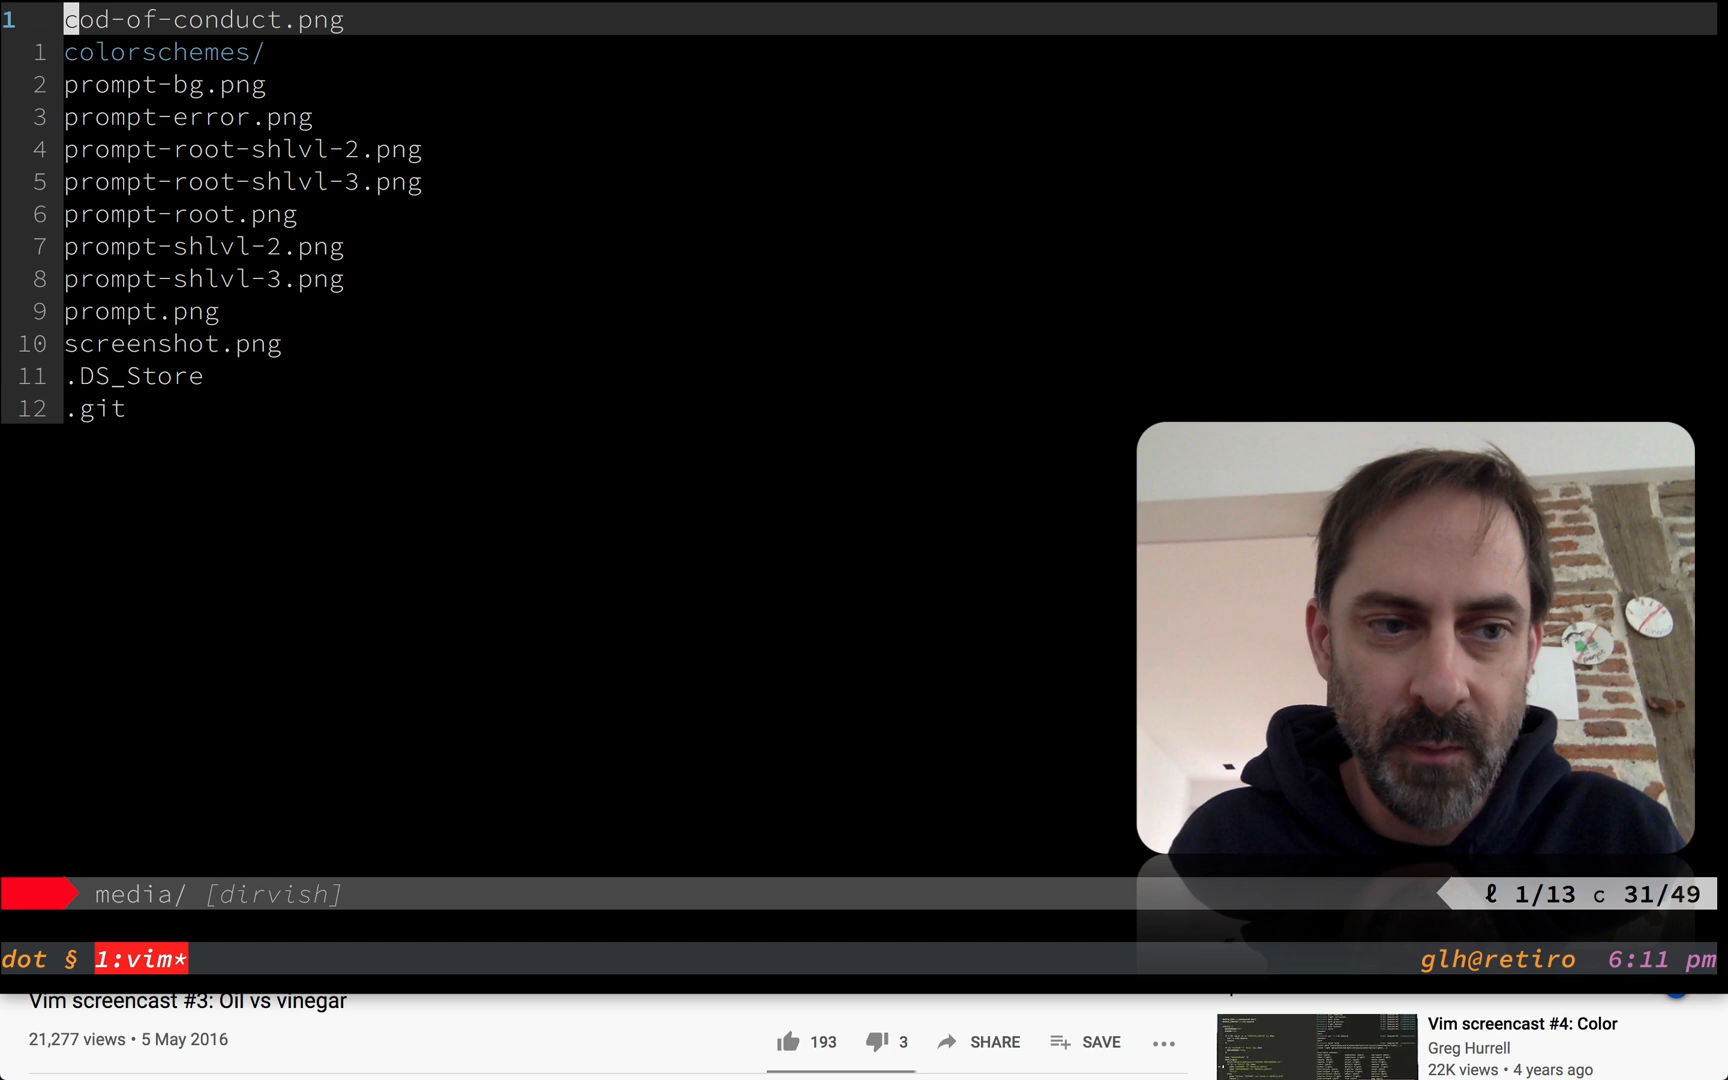 1 cod-of-conduct.png
1 colorschemes/
2 prompt-bg.png
3 prompt-error.png
4 prompt-root-shlvl-2.png
5 prompt-root-shlvl-3.png
6 prompt-root.png
7 prompt-shlvl-2.png
8 prompt-shlvl-3.png
9 prompt.png
10 screenshot.png
11 .DS_Store
12 .git
media/ [dirvish]
ℓ 1/13 c 31/49
dot § 1:vim*
glh@retiro 6:11 pm
Vim screencast #3: Oil vs vinegar
21,277 views • 5 May 2016
193
3
SHARE
SAVE
Vim screencast #4: Color
Greg Hurrell
22K views • 4 years ago